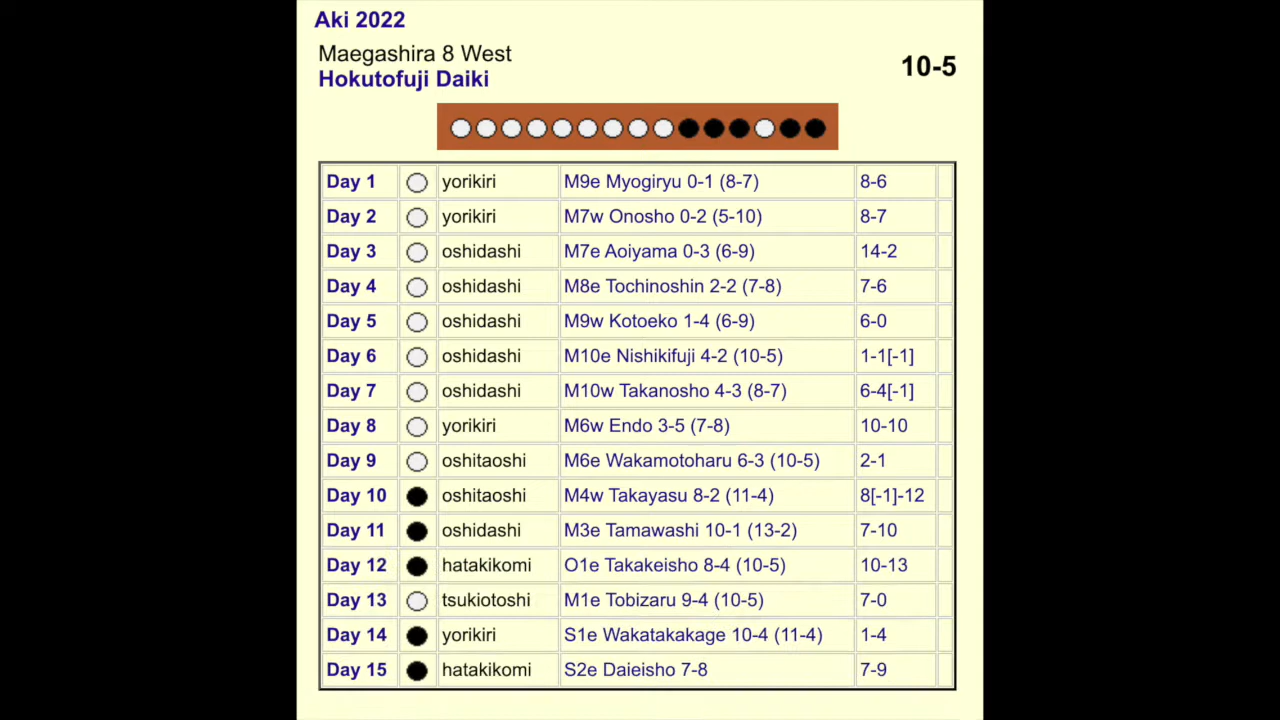 Aki 2022
Maegashira 8 West
Hokutofuji Daiki
10-5
Day 1 yorikiri M9e Myogiryu 0-1 (8-7) 8-6
Day 2 yorikiri M7w Onosho 0-2 (5-10) 8-7
Day 3 oshidashi M7e Aoiyama 0-3 (6-9) 14-2
Day 4 oshidashi M8e Tochinoshin 2-2 (7-8) 7-6
Day 5 oshidashi M9w Kotoeko 1-4 (6-9) 6-0
Day 6 oshidashi M10e Nishikifuji 4-2 (10-5) 1-1[-1]
Day 7 oshidashi M10w Takanosho 4-3 (8-7) 6-4[-1]
Day 8 yorikiri M6w Endo 3-5 (7-8) 10-10
Day 9 oshitaoshi M6e Wakamotoharu 6-3 (10-5) 2-1
Day 10 oshitaoshi M4w Takayasu 8-2 (11-4) 8[-1]-12
Day 11 oshidashi M3e Tamawashi 10-1 (13-2) 7-10
Day 12 hatakikomi O1e Takakeisho 8-4 (10-5) 10-13
Day 13 tsukiotoshi M1e Tobizaru 9-4 (10-5) 7-0
Day 14 yorikiri S1e Wakatakakage 10-4 (11-4) 1-4
Day 15 hatakikomi S2e Daieisho 7-8 7-9